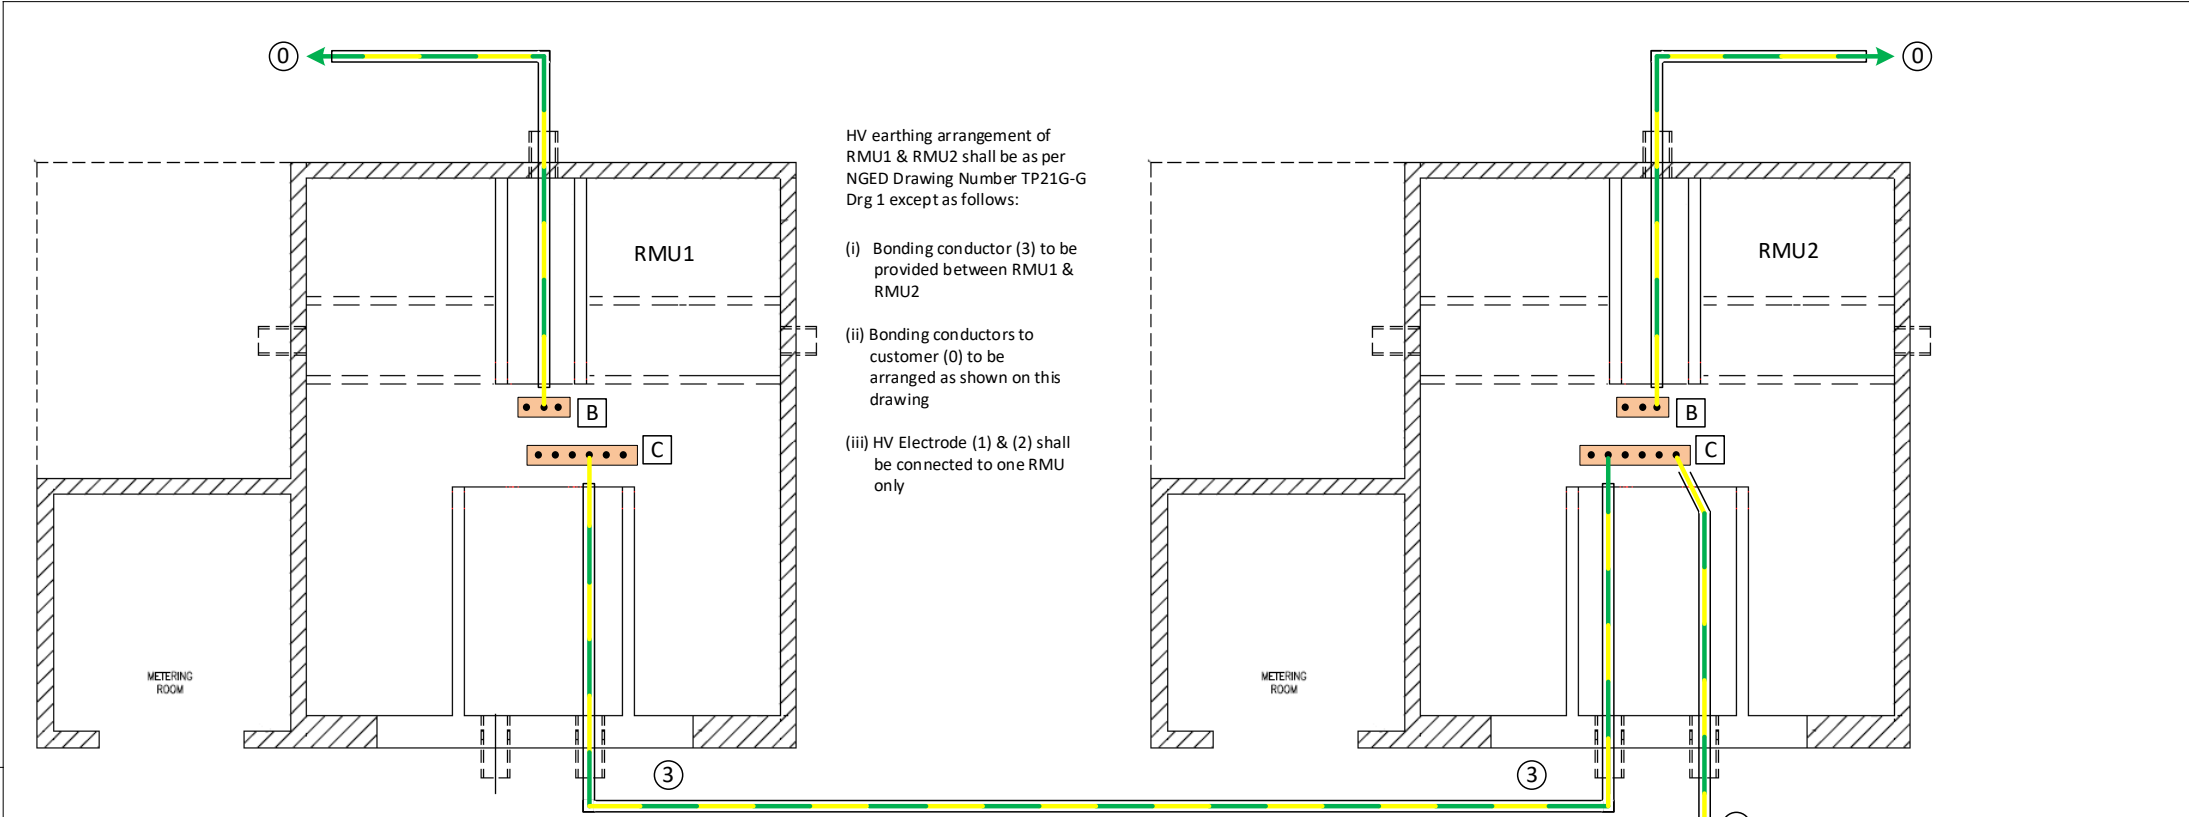 0
0
HV earthing arrangement of
RMU1 & RMU2 shall be as per
NGED Drawing Number TP21G-G
Drg 1 except as follows:
(i) Bonding conductor (3) to be
provided between RMU1 &
RMU2
(ii) Bonding conductors to
customer (0) to be
arranged as shown on this
drawing
(iii) HV Electrode (1) & (2) shall
be connected to one RMU
only
RMU1
B
C
METERING
ROOM
3
RMU2
B
C
METERING
ROOM
3